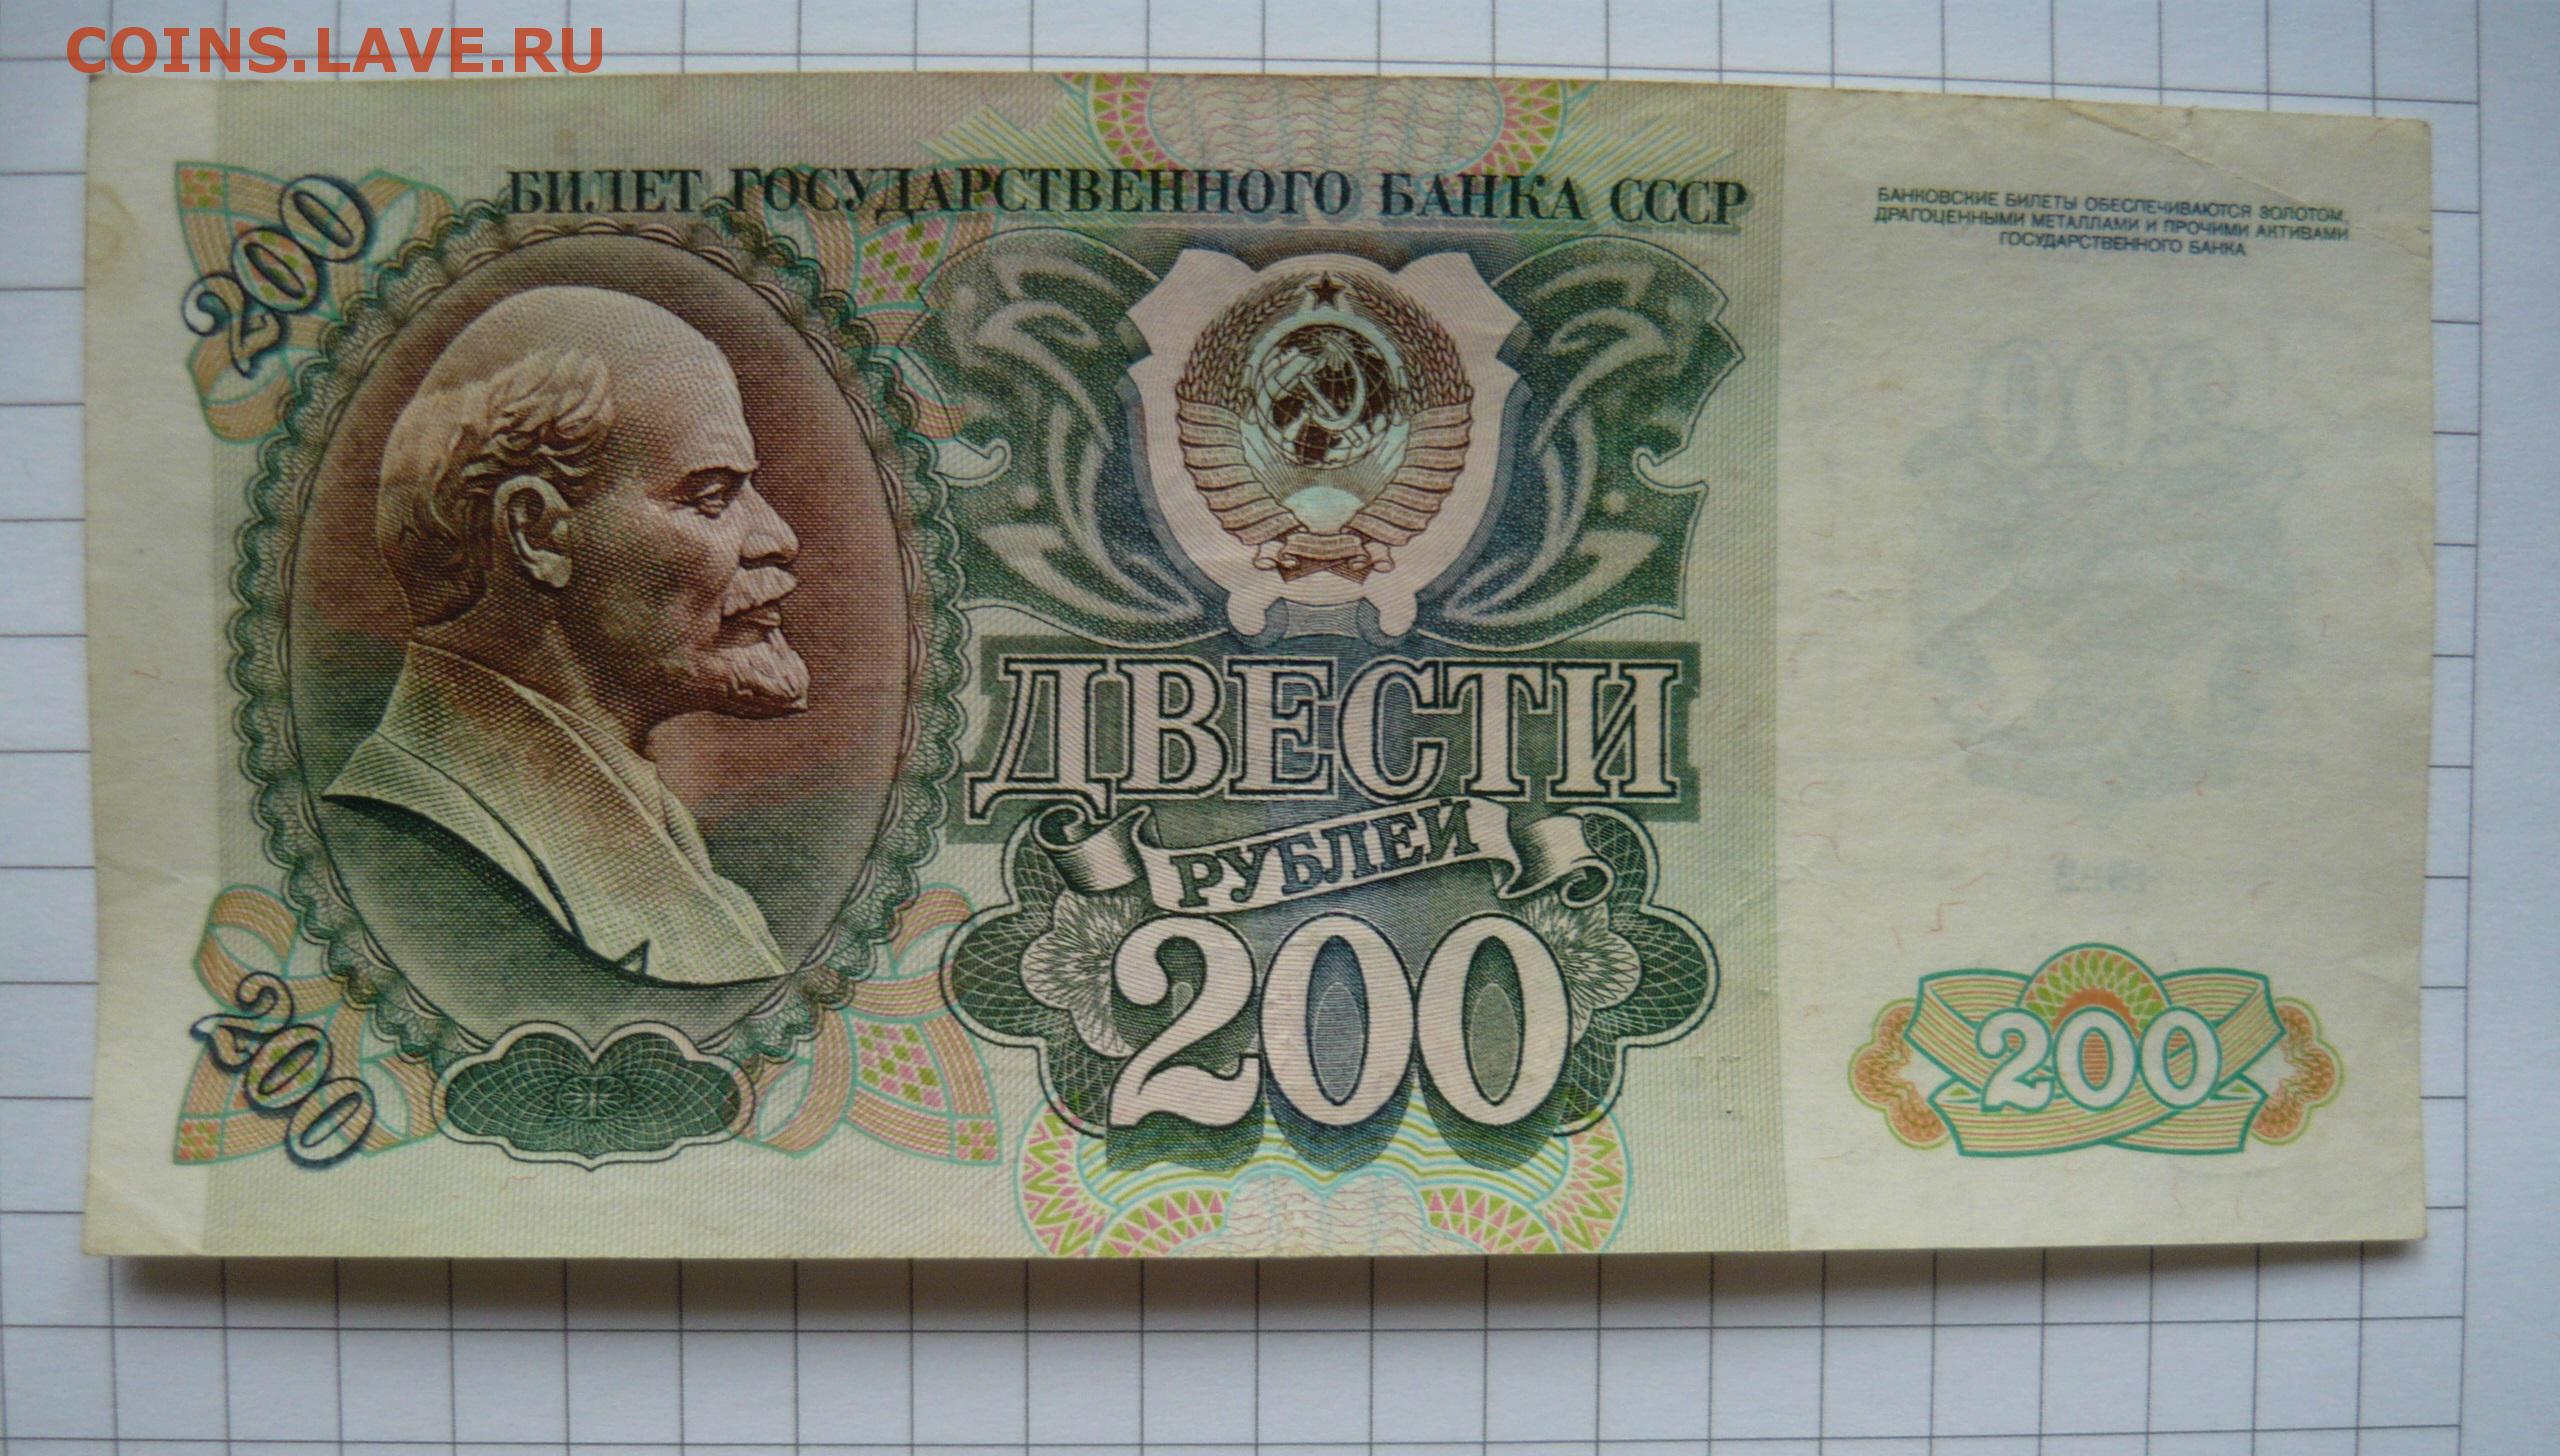 COINS.LAVE.RU
БИЛЕТ ГОСУДАРСТВЕННОГО БАНКА СССР
БАНКОВСКИЕ БИЛЕТЫ ОБЕСПЕЧИВАЮТСЯ ЗОЛОТОМ,
ДРАГОЦЕННЫМИ МЕТАЛЛАМИ И ПРОЧИМИ АКТИВАМИ
ГОСУДАРСТВЕННОГО БАНКА
200
ДВЕСТИ
РУБЛЕЙ
200
200
200